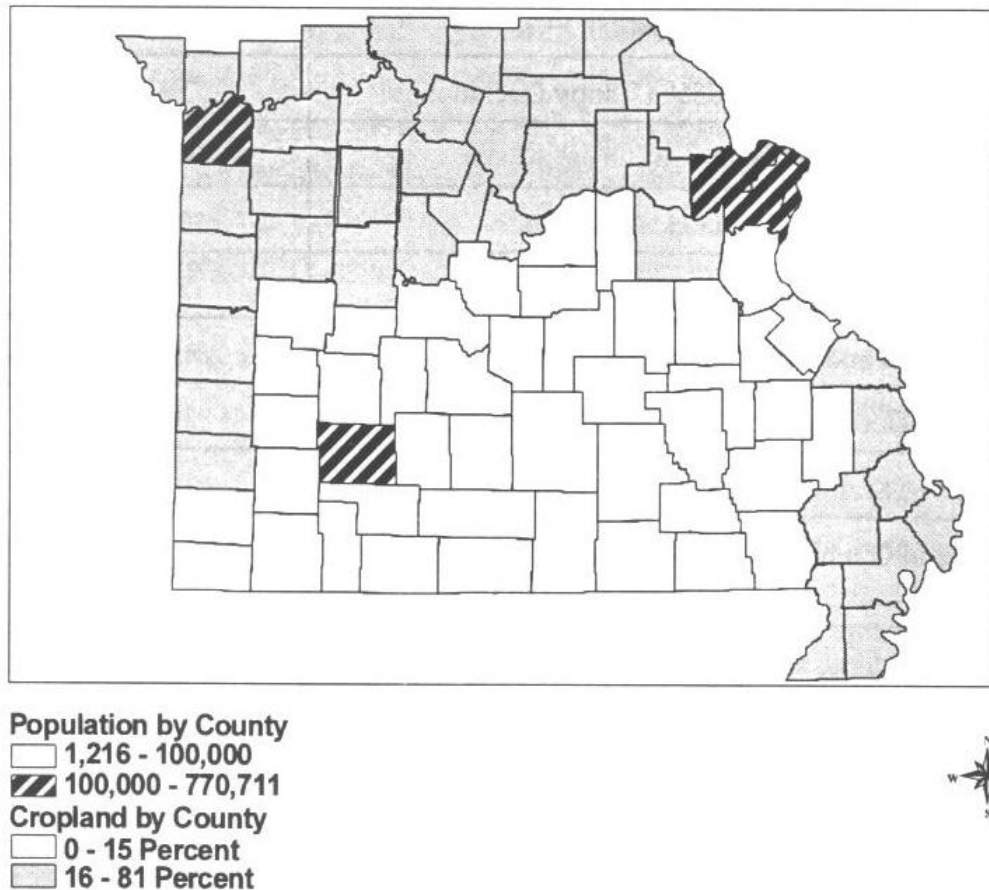 Population by County
1,216 - 100,000
100,000 - 770,711
Cropland by County
0 - 15 Percent
16 - 81 Percent
N
W
S